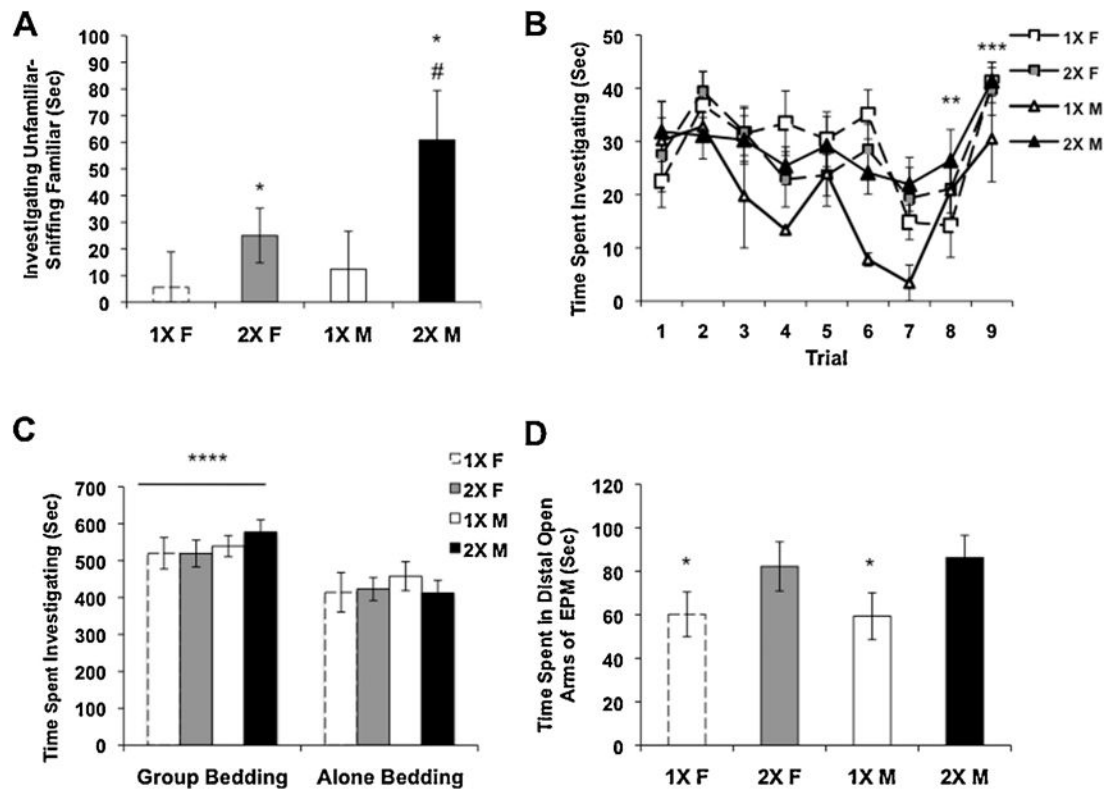 A
Investigating Unfamiliar-
Sniffing Familiar (Sec)
100
90
80
70
60
50
40
30
20
10
0
*
*
#
1X F
2X F
1X M
2X M
B
Time Spent Investigating (Sec)
50
40
30
20
10
0
**
***
1X F
2X F
1X M
2X M
1 2 3 4 5 6 7 8 9
Trial
C
Time Spent Investigating (Sec)
700
600
500
400
300
200
100
0
****
1X F
2X F
1X M
2X M
Group Bedding
Alone Bedding
D
Time Spent in Distal Open
Arms of EPM (Sec)
120
100
80
60
40
20
0
*
*
1X F
2X F
1X M
2X M